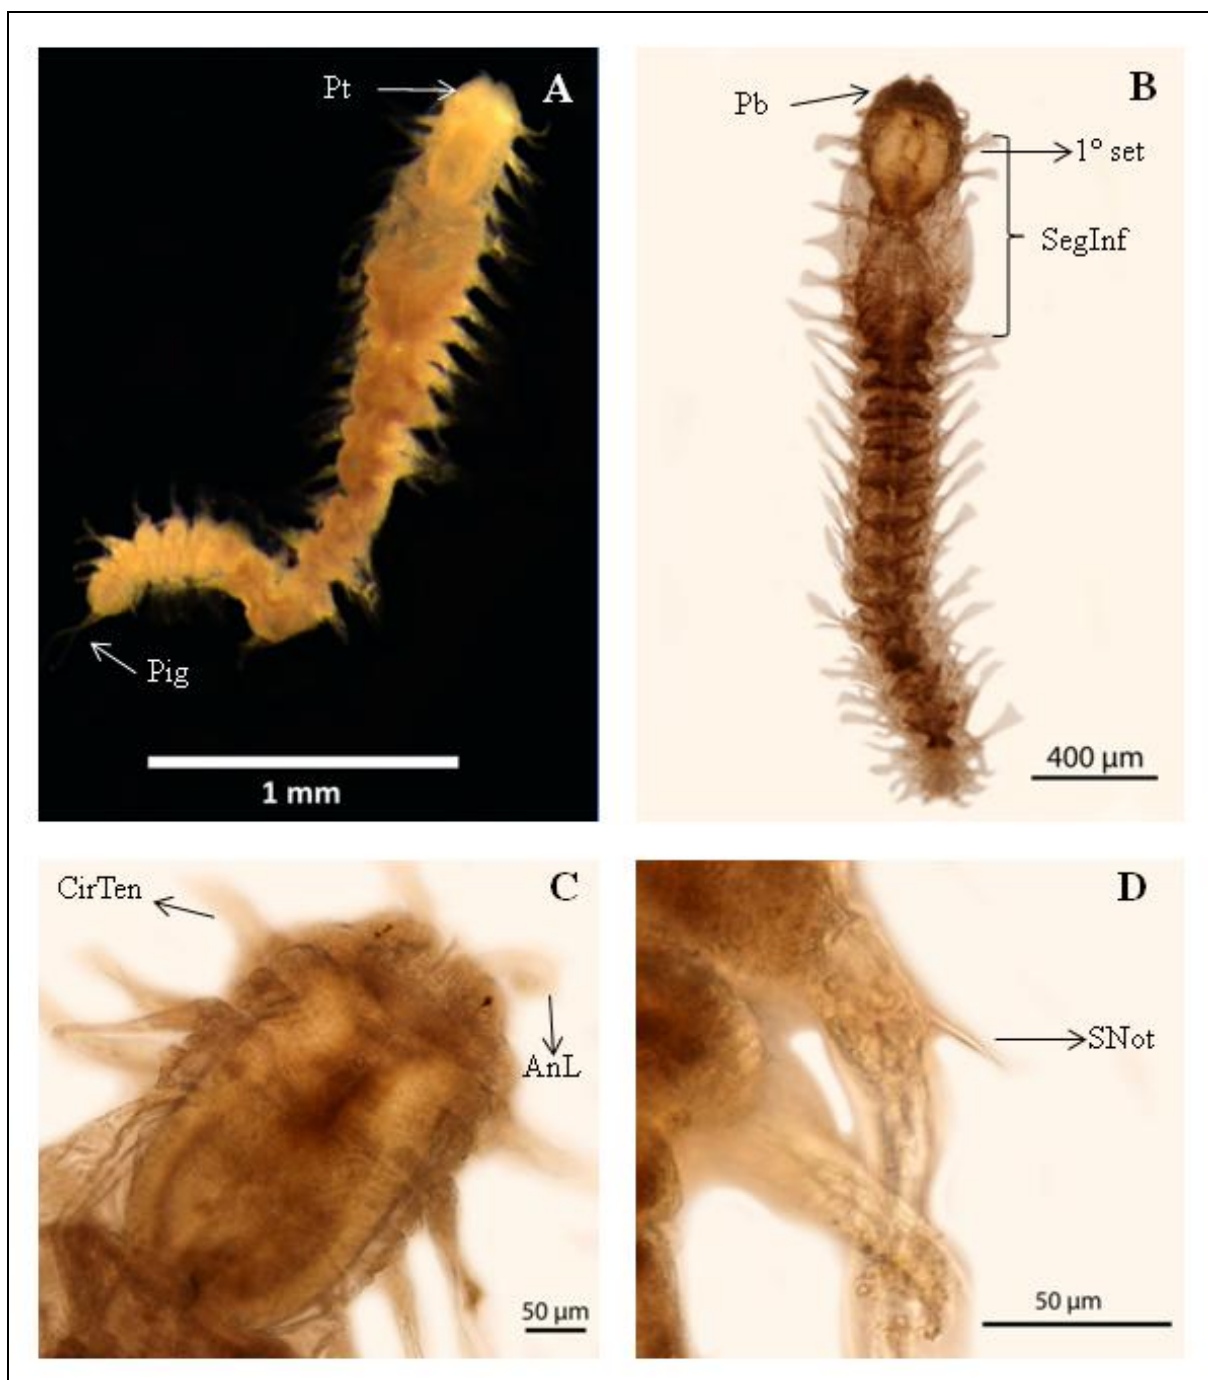 Pt
A
Pig
1 mm
Pb
B
1° set
SegInf
400 µm
CirTen
C
AnL
50 µm
D
SNot
50 µm